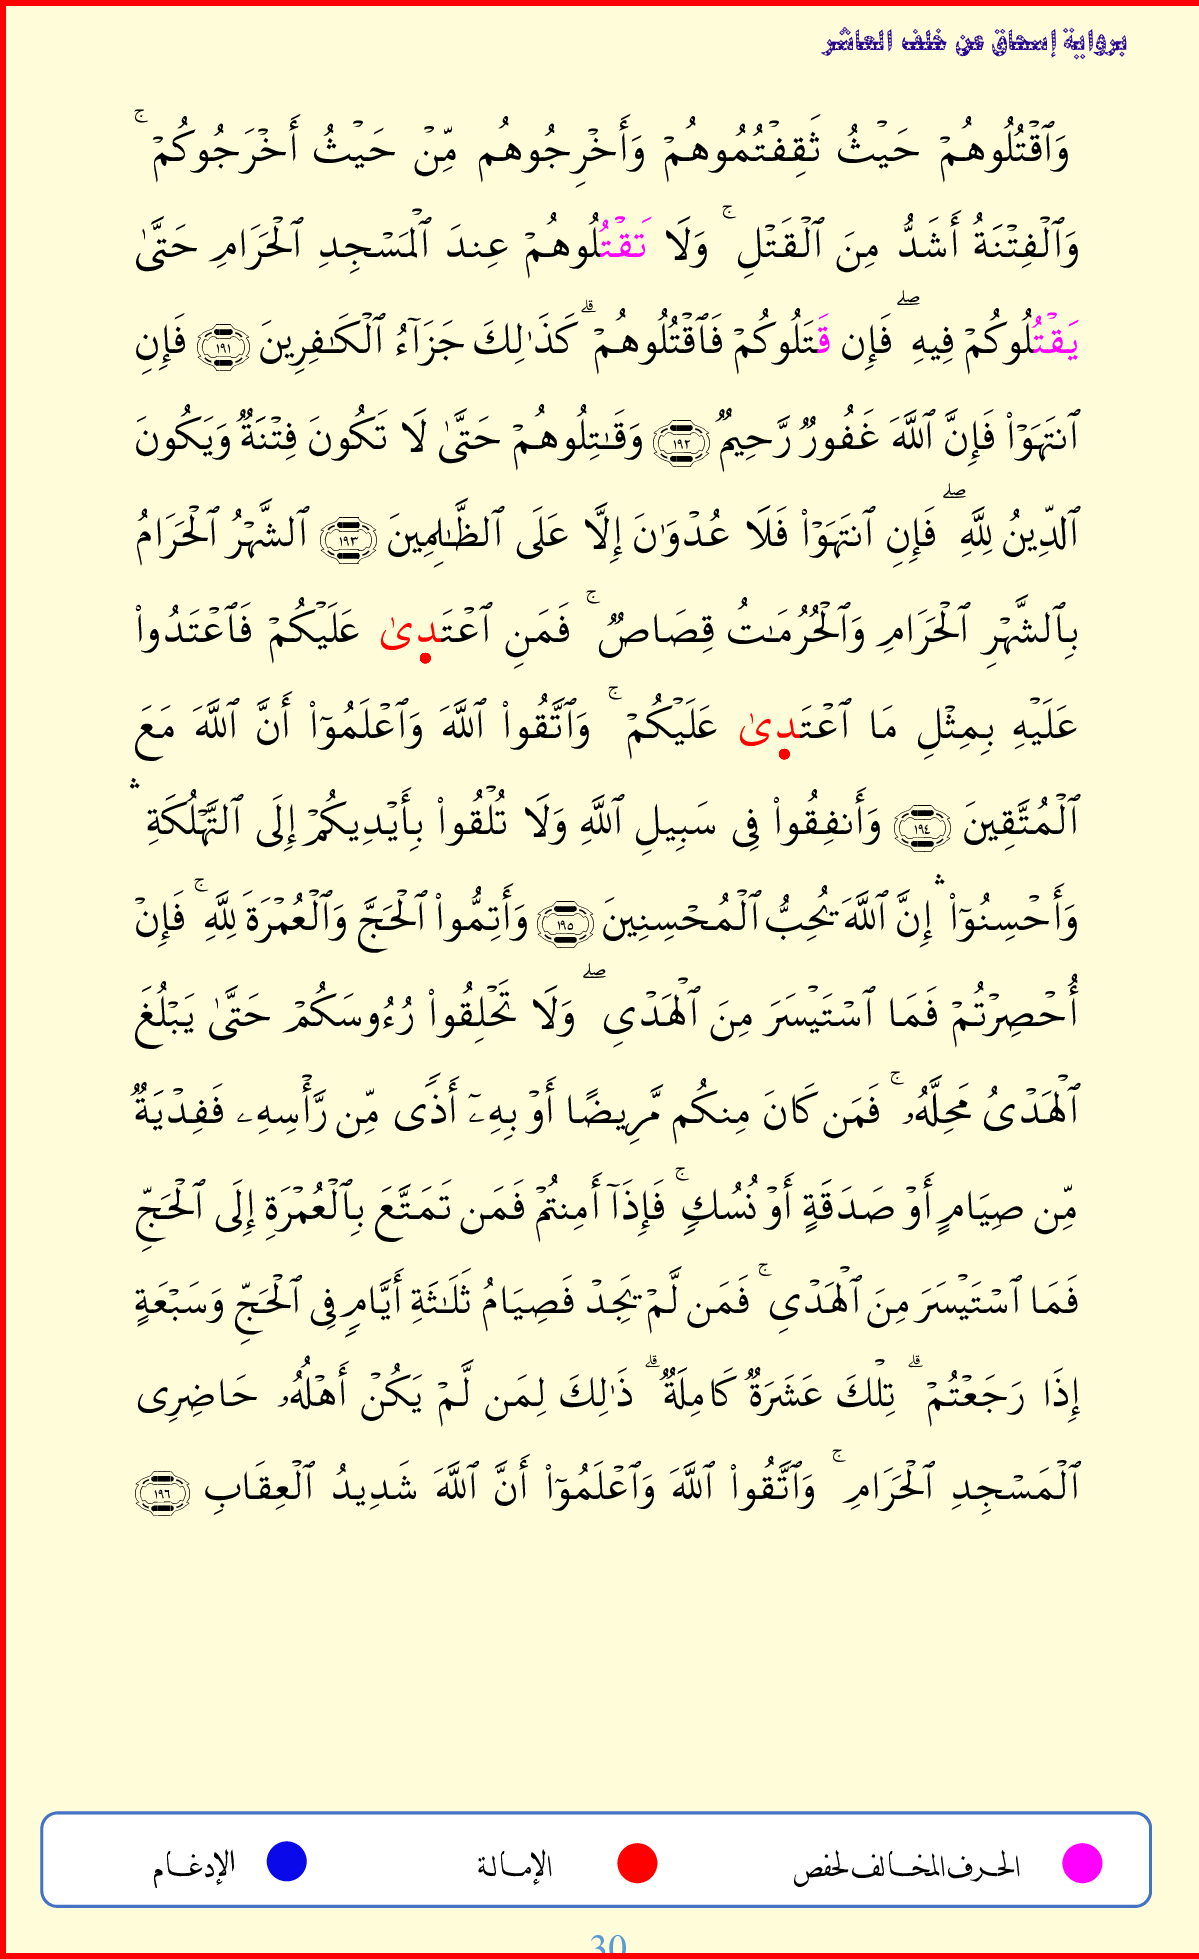 برواية إسحاق عن خلف العاشر
وَٱقۡتُلُوهُمۡ حَيۡثُ ثَقِفۡتُمُوهُمۡ وَأَخۡرِجُوهُم مِّنۡ حَيۡثُ أَخۡرَجُوكُمۡۚ
وَٱلۡفِتۡنَةُ أَشَدُّ مِنَ ٱلۡقَتۡلِۚ وَلَا تَقۡتُلُوهُمۡ عِندَ ٱلۡمَسۡجِدِ ٱلۡحَرَامِ حَتَّىٰ
يَقۡتُلُوكُمۡ فِيهِۖ فَإِن قَتَلُوكُمۡ فَٱقۡتُلُوهُمۡۗ كَذَٰلِكَ جَزَآءُ ٱلۡكَٰفِرِينَ ١٩١ فَإِنِ
ٱنتَهَوۡاْ فَإِنَّ ٱللَّهَ غَفُورٞ رَّحِيمٞ ١٩٢ وَقَٰتِلُوهُمۡ حَتَّىٰ لَا تَكُونَ فِتۡنَةٞ وَيَكُونَ
ٱلدِّينُ لِلَّهِۖ فَإِنِ ٱنتَهَوۡاْ فَلَا عُدۡوَٰنَ إِلَّا عَلَى ٱلظَّٰلِمِينَ ١٩٣ ٱلشَّهۡرُ ٱلۡحَرَامُ
بِٱلشَّهۡرِ ٱلۡحَرَامِ وَٱلۡحُرُمَٰتُ قِصَاصٞۚ فَمَنِ ٱعۡتَدِىٰ عَلَيۡكُمۡ فَٱعۡتَدُواْ
عَلَيۡهِ بِمِثۡلِ مَا ٱعۡتَدِىٰ عَلَيۡكُمۡۚ وَٱتَّقُواْ ٱللَّهَ وَٱعۡلَمُوٓاْ أَنَّ ٱللَّهَ مَعَ
ٱلۡمُتَّقِينَ ١٩٤ وَأَنفِقُواْ فِى سَبِيلِ ٱللَّهِ وَلَا تُلۡقُواْ بِأَيۡدِيكُمۡ إِلَى ٱلتَّهۡلُكَةِۛ
وَأَحۡسِنُوٓاْۛ إِنَّ ٱللَّهَ يُحِبُّ ٱلۡمُحۡسِنِينَ ١٩٥ وَأَتِمُّواْ ٱلۡحَجَّ وَٱلۡعُمۡرَةَ لِلَّهِۚ فَإِنۡ
أُحۡصِرۡتُمۡ فَمَا ٱسۡتَيۡسَرَ مِنَ ٱلۡهَدۡىِۖ وَلَا تَحۡلِقُواْ رُءُوسَكُمۡ حَتَّىٰ يَبۡلُغَ
ٱلۡهَدۡىُ مَحِلَّهُۥۚ فَمَن كَانَ مِنكُم مَّرِيضًا أَوۡ بِهِۦٓ أَذٗى مِّن رَّأۡسِهِۦ فَفِدۡيَةٞ
مِّن صِيَامٍ أَوۡ صَدَقَةٍ أَوۡ نُسُكٖۚ فَإِذَآ أَمِنتُمۡ فَمَن تَمَتَّعَ بِٱلۡعُمۡرَةِ إِلَى ٱلۡحَجِّ
فَمَا ٱسۡتَيۡسَرَ مِنَ ٱلۡهَدۡىِۚ فَمَن لَّمۡ يَجِدۡ فَصِيَامُ ثَلَٰثَةِ أَيَّامٖ فِى ٱلۡحَجِّ وَسَبۡعَةٍ
إِذَا رَجَعۡتُمۡۗ تِلۡكَ عَشَرَةٞ كَامِلَةٞۗ ذَٰلِكَ لِمَن لَّمۡ يَكُنۡ أَهۡلُهُۥ حَاضِرِى
ٱلۡمَسۡجِدِ ٱلۡحَرَامِۚ وَٱتَّقُواْ ٱللَّهَ وَٱعۡلَمُوٓاْ أَنَّ ٱللَّهَ شَدِيدُ ٱلۡعِقَابِ ١٩٦
الحرف المخالف لحفص الإمالة الإدغام
30